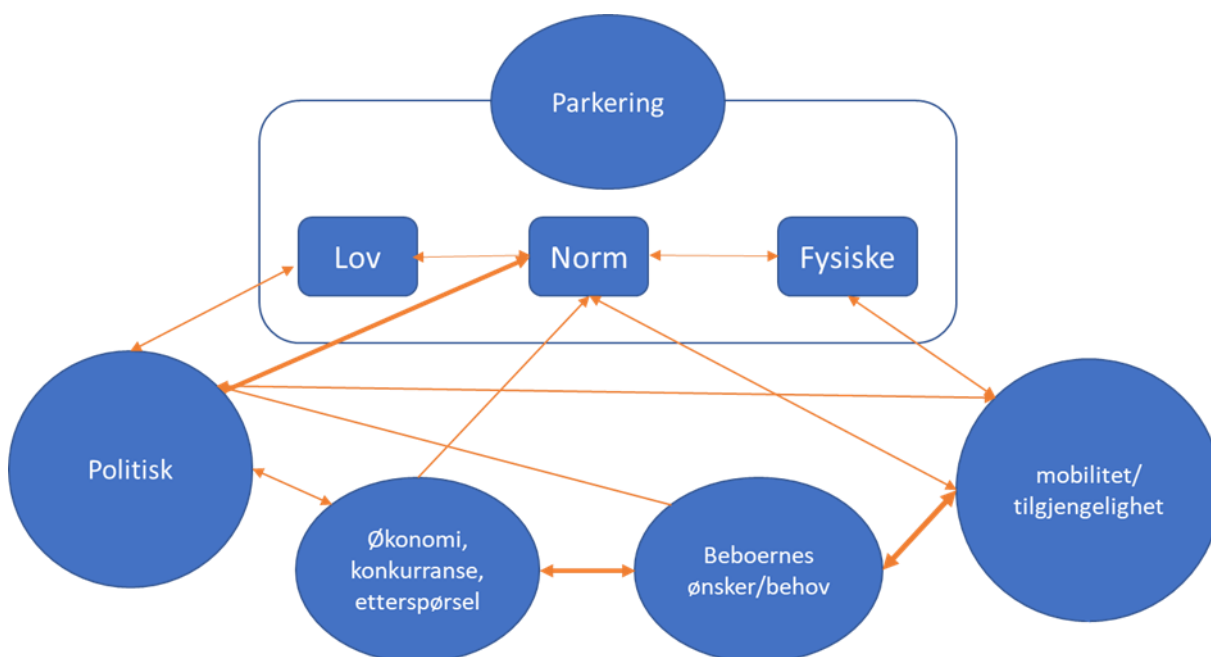 Parkering
Lov
Norm
Fysiske
Politisk
Økonomi,
konkurranse,
etterspørsel
Beboernes
ønsker/behov
mobilitet/
tilgjengelighet